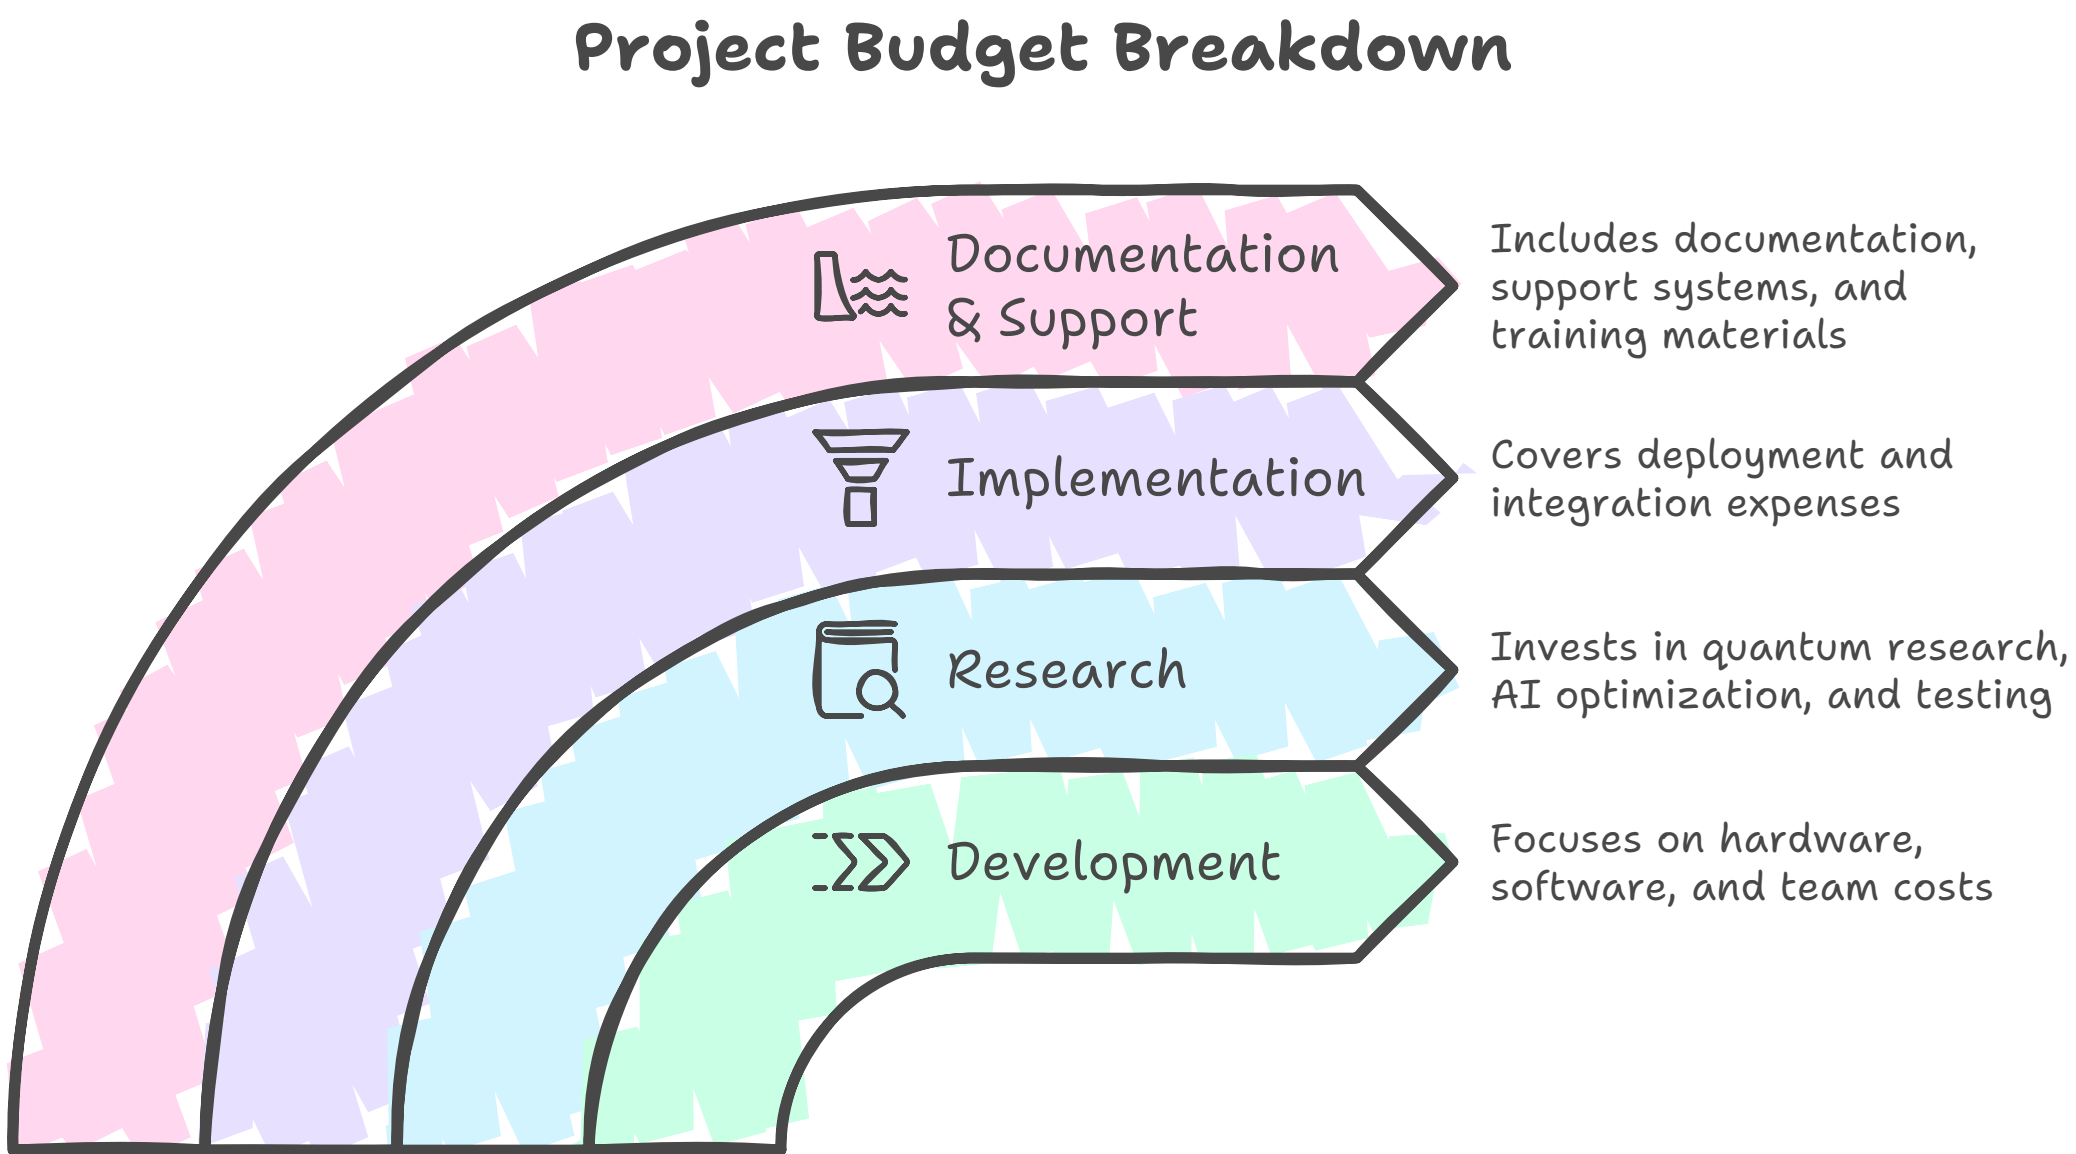 Project Budget Breakdown
Documentation
& Support
Includes documentation,
support systems, and
training materials
Implementation
Covers deployment and
integration expenses
Research
Invests in quantum research,
AI optimization, and testing
Development
Focuses on hardware,
software, and team costs